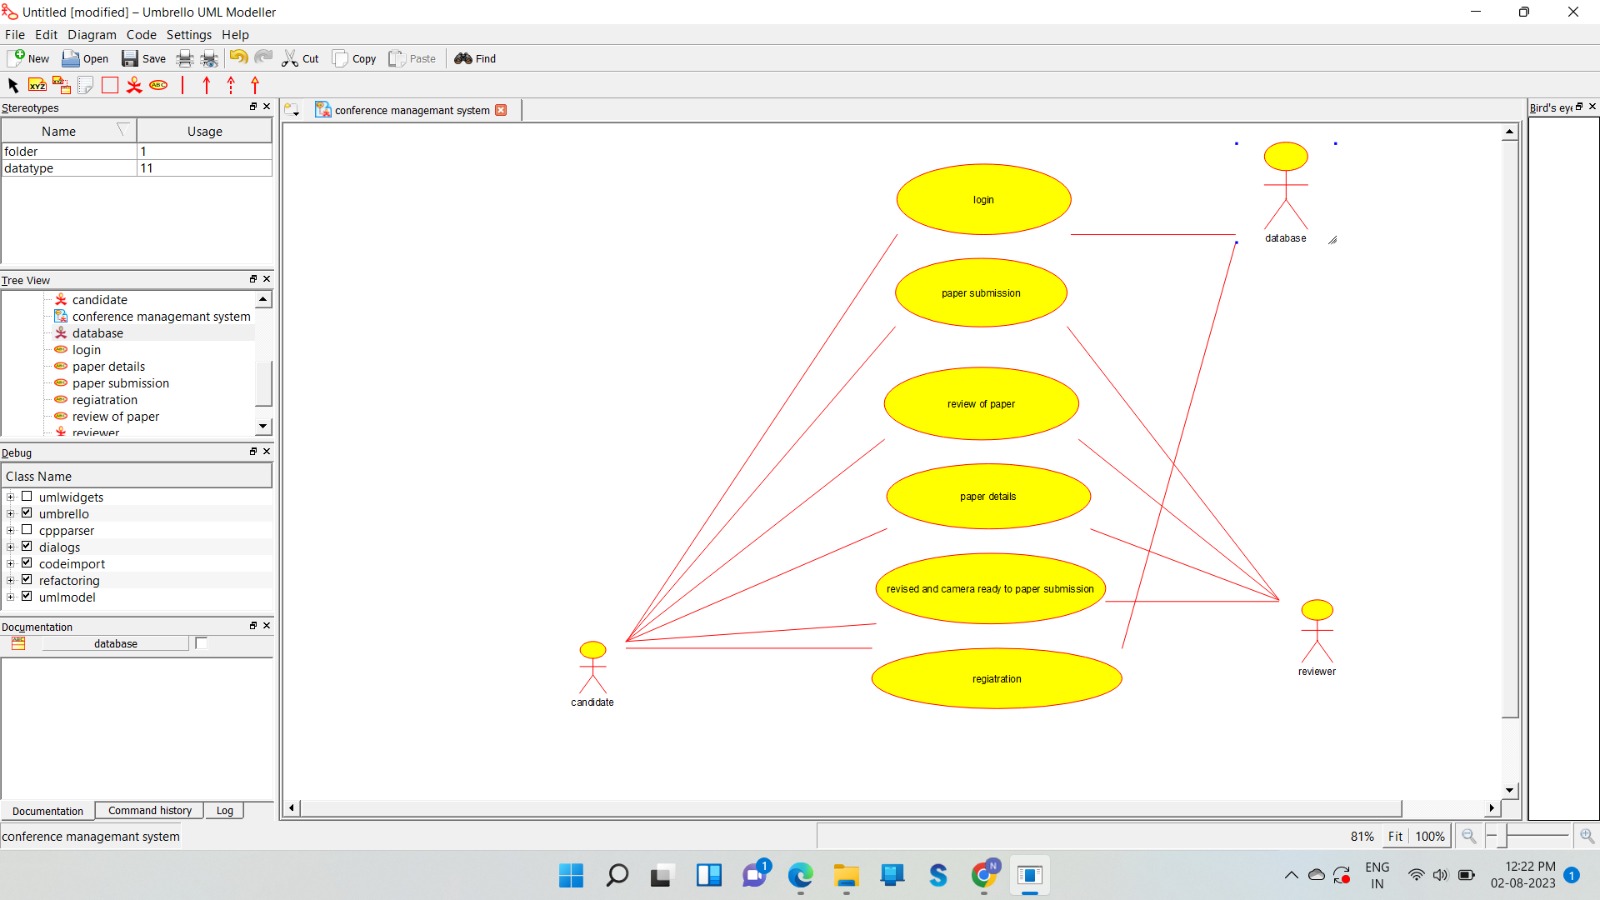 Untitled [modified] – Umbrello UML Modeller
File Edit Diagram Code Settings Help
New Open Save Cut Copy Paste Find
XYZ ABC
Stereotypes
Name Usage
folder 1
datatype 11
Tree View
candidate
conference managemant system
database
login
paper details
paper submission
regiatration
review of paper
reviewer
Debug
Class Name
umlwidgets
umbrello
cppparser
dialogs
codeimport
refactoring
umlmodel
Documentation
database
Documentation Command history Log
conference managemant system
conference managemant system
login
paper submission
review of paper
paper details
revised and camera ready to paper submission
regiatration
candidate
database
reviewer
Bird's eye
81% Fit 100%
1
N
ENG
IN
12:22 PM
02-08-2023
1